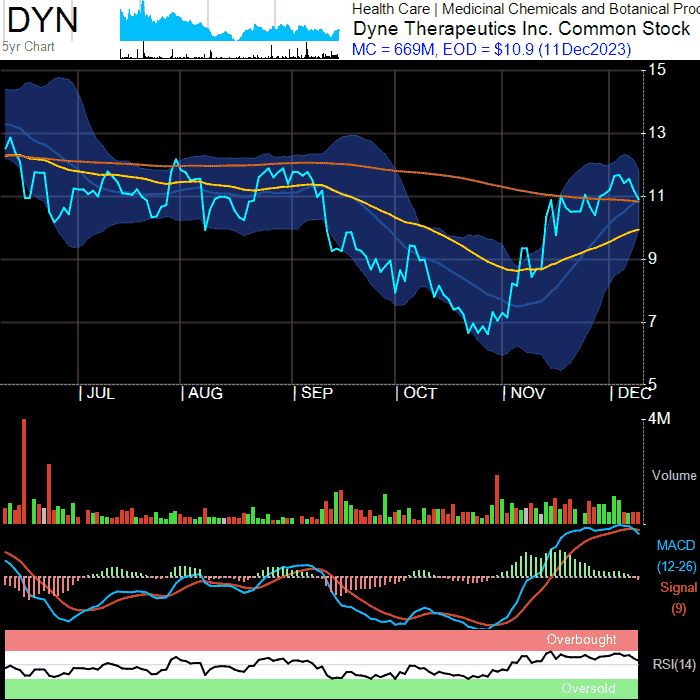 DYN
5yr Chart
Health Care | Medicinal Chemicals and Botanical Proc
Dyne Therapeutics Inc. Common Stock
MC = 669M, EOD = $10.9 (11Dec2023)
15
13
11
9
7
5
| JUL | AUG | SEP | OCT | NOV | DEC
4M
Volume
MACD
(12-26)
Signal
(9)
Overbought
RSI(14)
Oversold